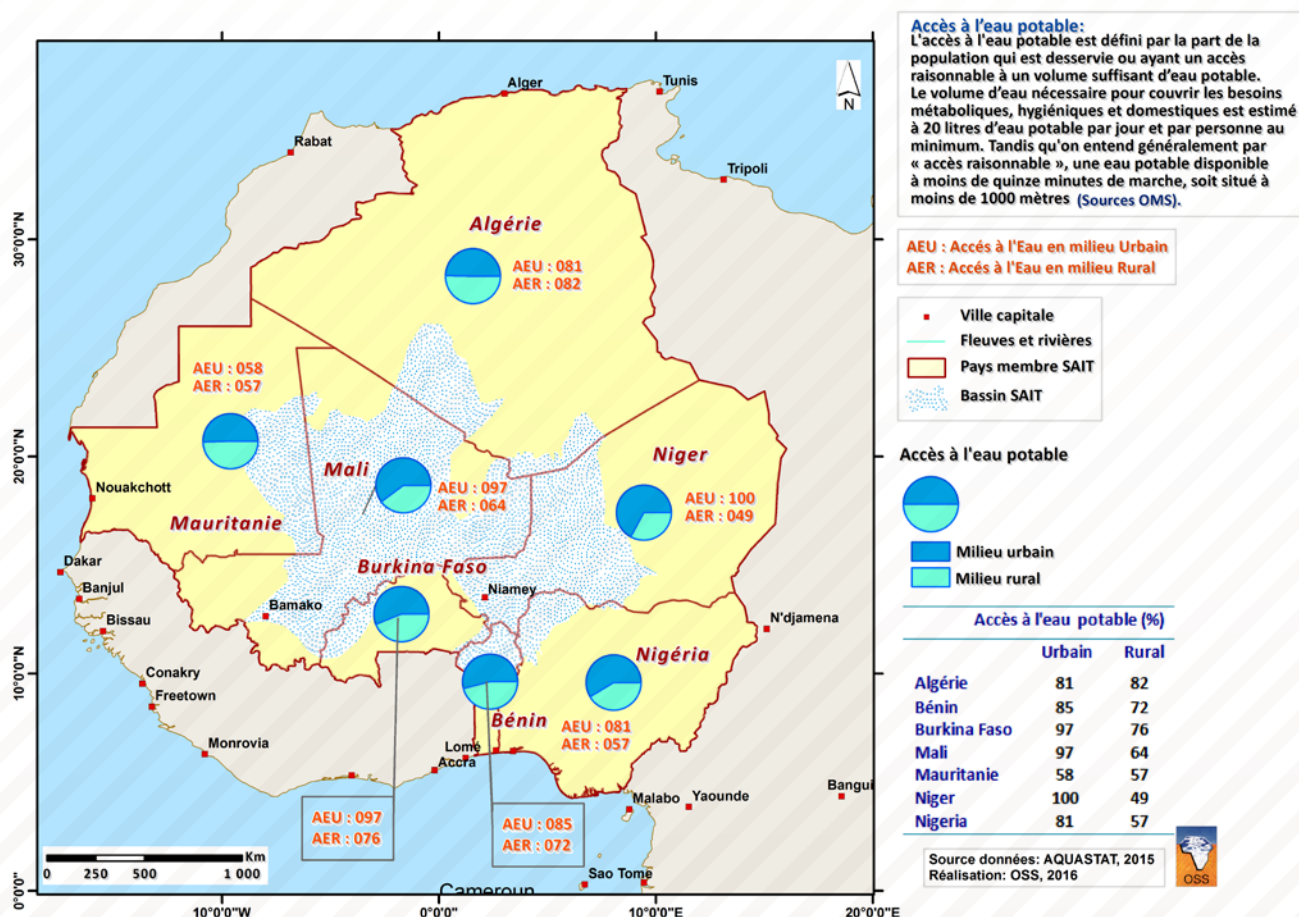 Accès à l'eau potable:
L'accès à l'eau potable est défini par la part de la
population qui est desservie ou ayant un accès
raisonnable à un volume suffisant d'eau potable.
Le volume d'eau nécessaire pour couvrir les besoins
métaboliques, hygiéniques et domestiques est estimé
à 20 litres d'eau potable par jour et par personne au
minimum. Tandis qu'on entend généralement par
« accès raisonnable », une eau potable disponible
à moins de quinze minutes de marche, soit situé à
moins de 1000 mètres (Sources OMS).
AEU : Accés à l'Eau en milieu Urbain
AER : Accés à l'Eau en milieu Rural
Ville capitale
Fleuves et rivières
Pays membre SAIT
Bassin SAIT
Accès à l'eau potable
Milieu urbain
Milieu rural
Accès à l'eau potable (%)
Urbain Rural
Algérie 81 82
Bénin 85 72
Burkina Faso 97 76
Mali 97 64
Mauritanie 58 57
Niger 100 49
Nigeria 81 57
Source données: AQUASTAT, 2015
Réalisation: OSS, 2016
OSS
N
Alger
Tunis
Rabat
Tripoli
Algérie
AEU : 081
AER : 082
AEU : 058
AER : 057
Mali
AEU : 097
AER : 064
Niger
AEU : 100
AER : 049
Nouakchott
Mauritanie
Dakar
Banjul
Bissau
Burkina Faso
Niamey
Bamako
N'djamena
Conakry
Freetown
Nigéria
Bénin
AEU : 081
AER : 057
Monrovia
Lomé
Accra
Malabo
Yaounde
Bangui
AEU : 097
AER : 076
AEU : 085
AER : 072
Sao Tome
Cameroun
Km
0 250 500 1 000
30°0'0"N
20°0'0"N
10°0'0"N
0°0'0"
10°0'0"W
0°0'0"
10°0'0"E
20°0'0"E